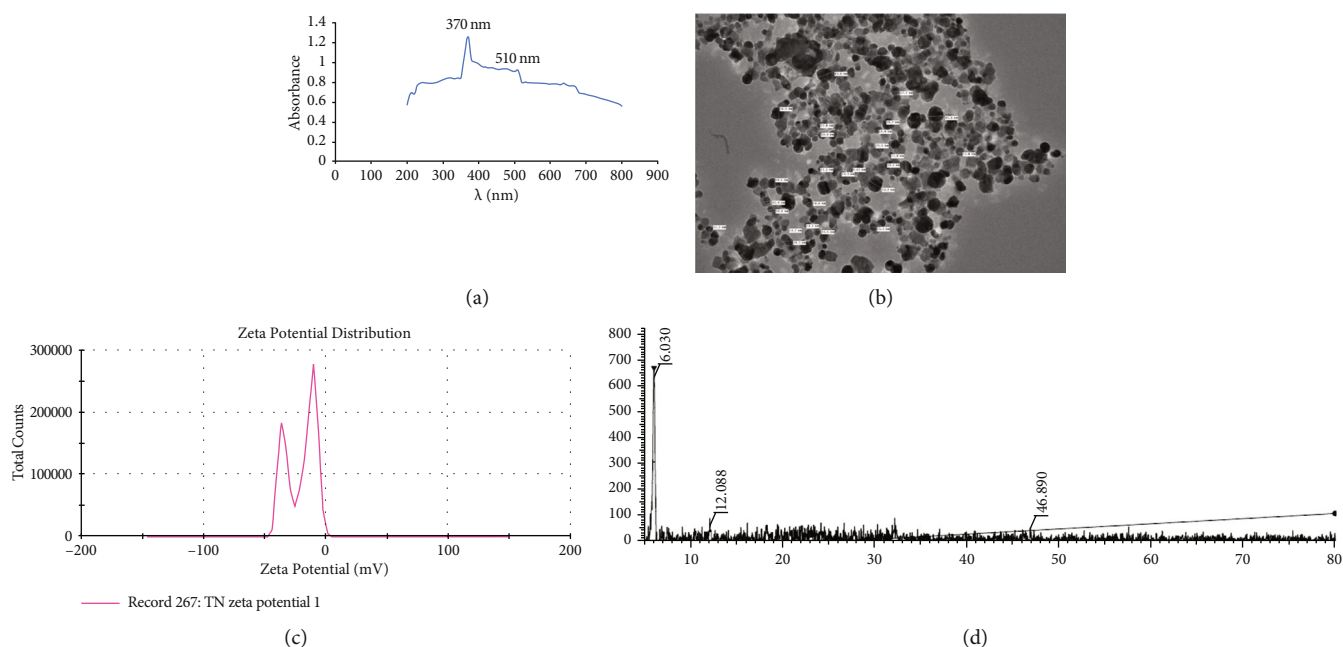 1.4
1.2
1
0.8
0.6
0.4
0.2
0
Absorbance
370 nm
510 nm
0 100 200 300 400 500 600 700 800 900
λ (nm)
(a)
(b)
Zeta Potential Distribution
300000
200000
100000
0
Total Counts
−200 −100 0 100 200
Zeta Potential (mV)
Record 267: TN zeta potential 1
(c)
800
700
600
500
400
300
200
100
0
6.030
12.088
46.890
10 20 30 40 50 60 70 80
(d)